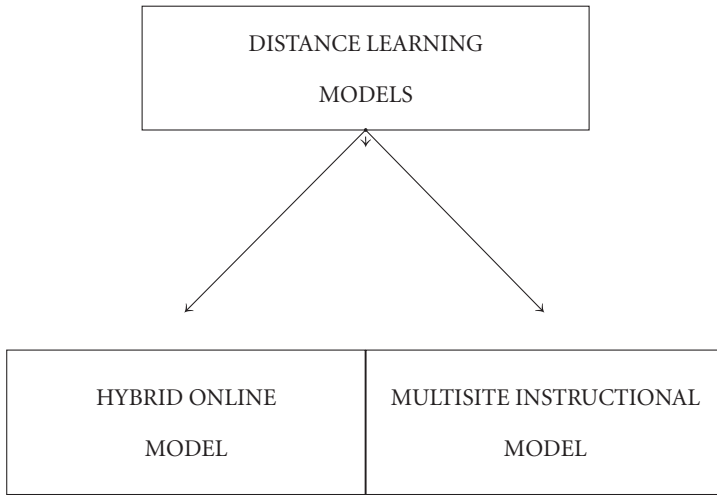 DISTANCE LEARNING
MODELS
HYBRID ONLINE
MODEL
MULTISITE INSTRUCTIONAL
MODEL